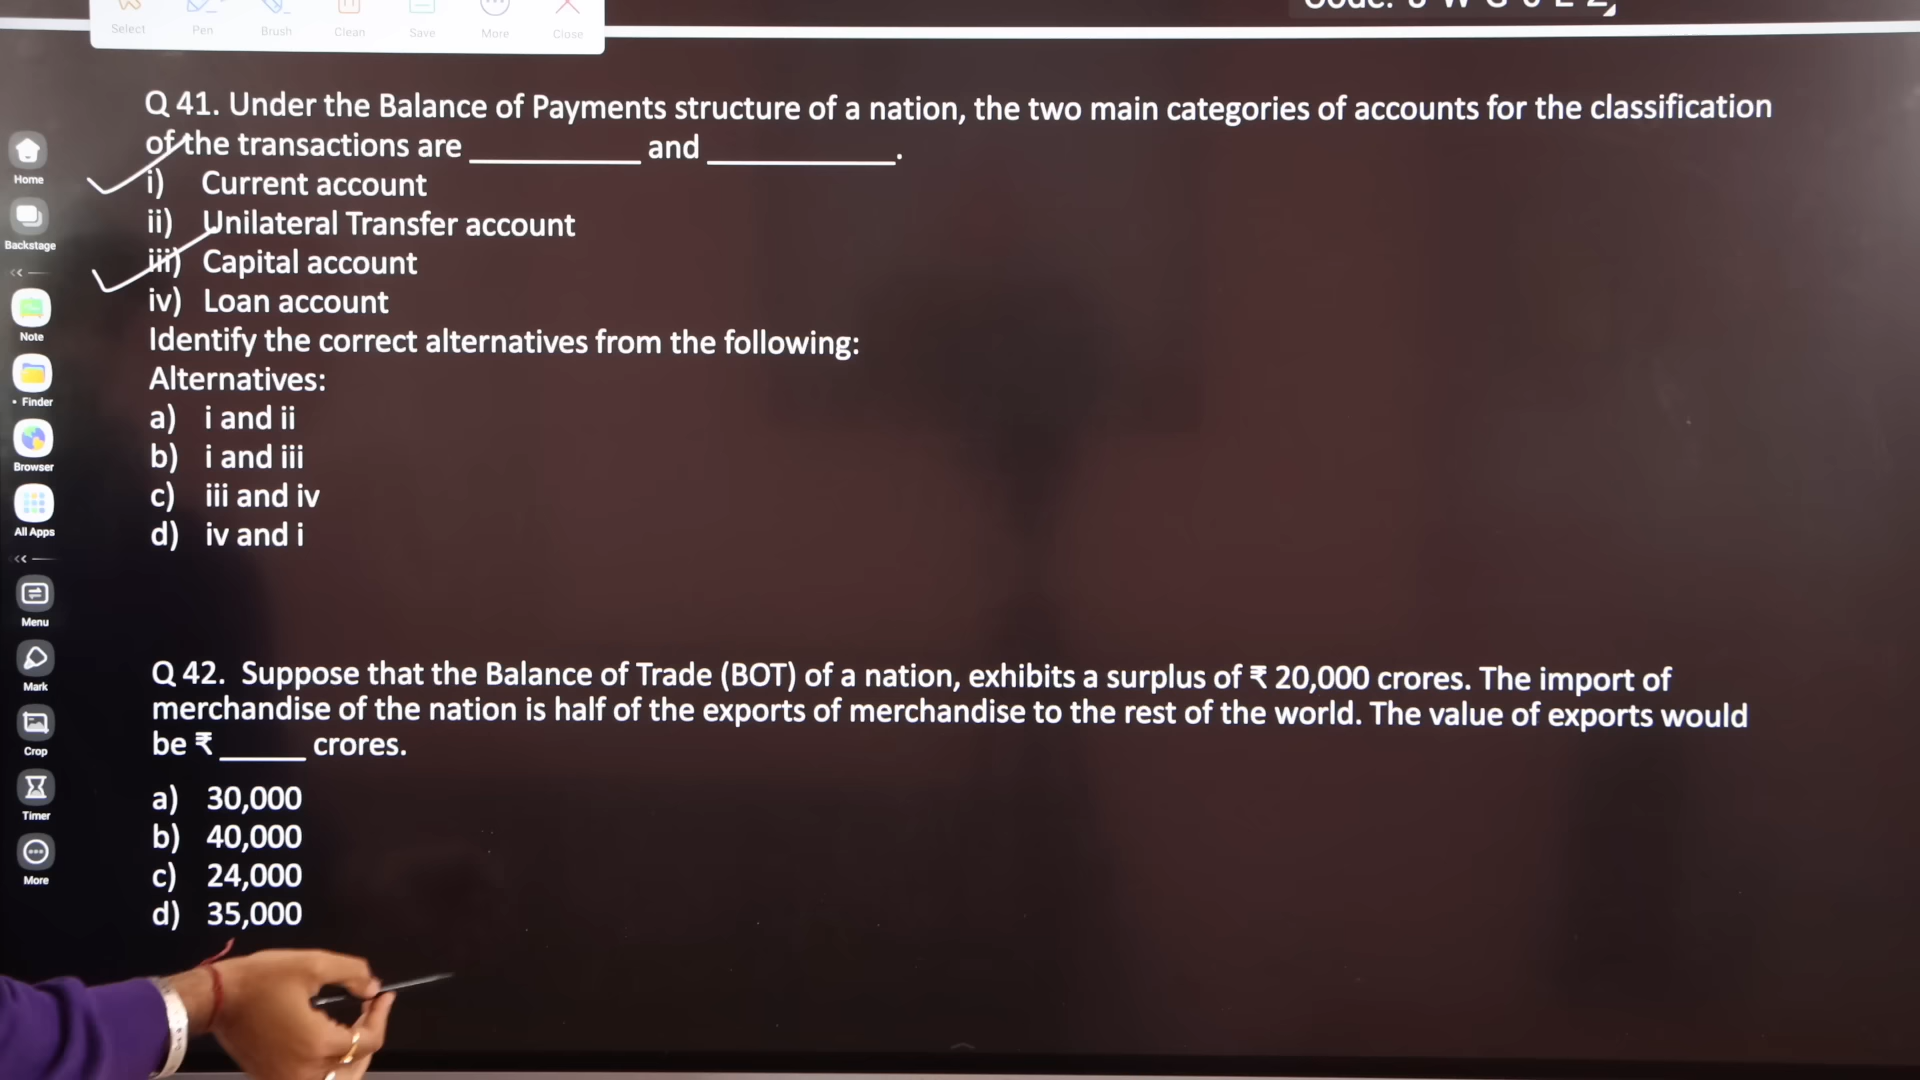 Select Pen Brush Clean Save More Close
Code:
Q 41. Under the Balance of Payments structure of a nation, the two main categories of accounts for the classification
of the transactions are __________ and __________.
i) Current account
ii) Unilateral Transfer account
iii) Capital account
iv) Loan account
Identify the correct alternatives from the following:
Alternatives:
a) i and ii
b) i and iii
c) iii and iv
d) iv and i
Q 42. Suppose that the Balance of Trade (BOT) of a nation, exhibits a surplus of ₹ 20,000 crores. The import of
merchandise of the nation is half of the exports of merchandise to the rest of the world. The value of exports would
be ₹ _____ crores.
a) 30,000
b) 40,000
c) 24,000
d) 35,000
Home
Backstage
Note
Finder
Browser
All Apps
Menu
Mark
Crop
Timer
More